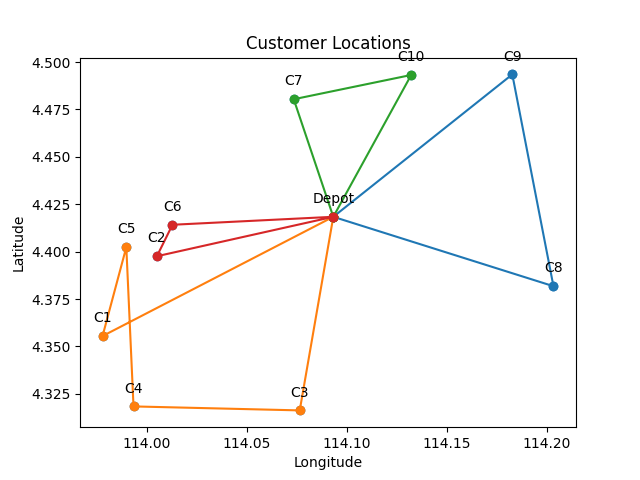 Customer Locations
4.500
4.475
4.450
4.425
4.400
4.375
4.350
4.325
Latitude
C10
C9
C7
Depot
C6
C5
C2
C8
C1
C4
C3
114.00
114.05
114.10
114.15
114.20
Longitude